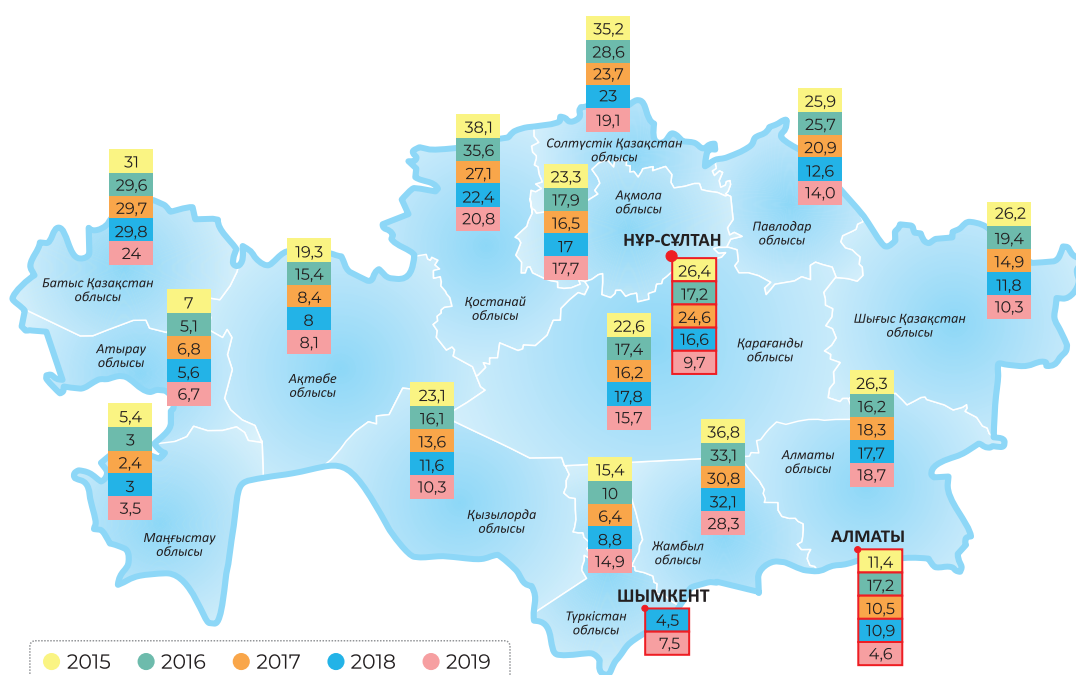 35,2
28,6
23,7
23
19,1
Солтүстік Қазақстан
облысы
38,1
35,6
27,1
22,4
20,8
Қостанай
облысы
23,3
17,9
16,5
17
17,7
Ақмола
облысы
25,9
25,7
20,9
12,6
14,0
Павлодар
облысы
31
29,6
29,7
29,8
24
Батыс Қазақстан
облысы
19,3
15,4
8,4
8
8,1
Ақтөбе
облысы
НҰР-СҰЛТАН
26,4
17,2
24,6
16,6
9,7
26,2
19,4
14,9
11,8
10,3
Шығыс Қазақстан
облысы
7
5,1
6,8
5,6
6,7
Атырау
облысы
22,6
17,4
16,2
17,8
15,7
Қарағанды
облысы
5,4
3
2,4
3
3,5
Маңғыстау
облысы
23,1
16,1
13,6
11,6
10,3
Қызылорда
облысы
15,4
10
6,4
8,8
14,9
Түркістан
облысы
36,8
33,1
30,8
32,1
28,3
Жамбыл
облысы
26,3
16,2
18,3
17,7
18,7
Алматы
облысы
ШЫМКЕНТ
4,5
7,5
АЛМАТЫ
11,4
17,2
10,5
10,9
4,6
2015 2016 2017 2018 2019